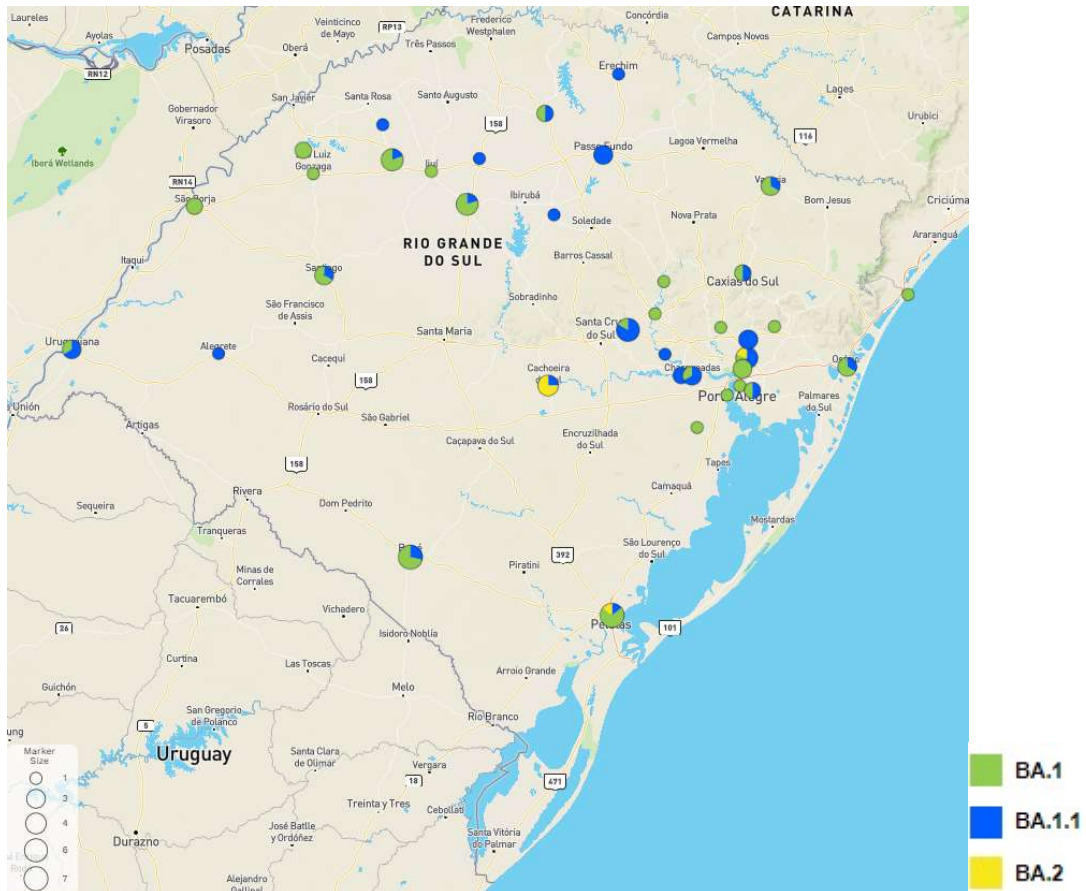 Laureles
Ayolas
Posadas
Veinticinco
de Mayo
RP13
Frederico
Westphalen
Concórdia
CATARINA
Oberá
Três Passos
Campos Novos
RN12
Erechim
San Javier
Santa Rosa
Santo Augusto
Lages
Gobernador
Virasoro
158
116
Urubici
Iberá Wetlands
Luiz
Gonzaga
Ijuí
Passo Fundo
Lagoa Vermelha
RN14
São Borja
Ibirubá
Bom Jesus
Criciúma
Soledade
Nova Prata
Araranguá
RIO GRANDE
DO SUL
Itaqui
Barros Cassal
Caxias do Sul
São Francisco
de Assis
Sobradinho
Santa Maria
Santa Cruz
do Sul
Alegrete
Cacequi
Cachoeira
158
Porto Alegre
Rosário do Sul
São Gabriel
Palmares
do Sul
Artigas
Caçapava do Sul
Encruzilhada
do Sul
Tapes
158
Camaquã
Rivera
Dom Pedrito
Sequeira
Mostardas
Tranqueras
São Lourenço
do Sul
392
Piratini
Minas de
Corrales
Tacuarembó
Vichadero
Pelotas
26
101
Isidoro Noblía
Curtina
Las Toscas
Arroio Grande
Guichón
Melo
San Gregorio
de Polanco
5
Río Branco
Uruguay
Santa Clara
de Olimar
Vergara
18
471
Treinta y Tres
Cebollatí
José Batlle
y Ordóñez
Santa Vitória
do Palmar
Durazno
Alejandro
Gallinal
Marker
Size
1
3
4
6
7
BA.1
BA.1.1
BA.2